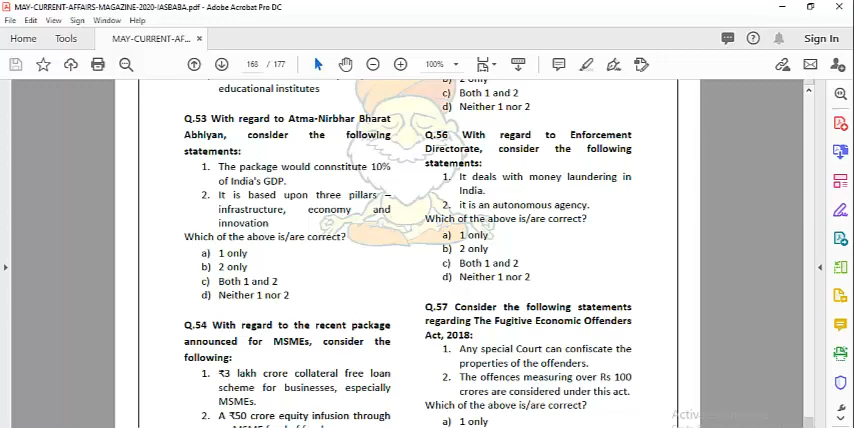 MAY-CURRENT-AFFAIRS-MAGAZINE-2020-IASBABA.pdf - Adobe Acrobat Pro DC
File Edit View Sign Window Help
Home Tools MAY-CURRENT-AF... × Sign In
168 / 177 100%
educational institutes
Q.53 With regard to Atma-Nirbhar Bharat
Abhiyan, consider the following
statements:
1. The package would connstitute 10%
of India's GDP.
2. It is based upon three pillars –
infrastructure, economy and
innovation
Which of the above is/are correct?
a) 1 only
b) 2 only
c) Both 1 and 2
d) Neither 1 nor 2
Q.54 With regard to the recent package
announced for MSMEs, consider the
following:
1. ₹3 lakh crore collateral free loan
scheme for businesses, especially
MSMEs.
2. A ₹50 crore equity infusion through
b) 2 only
c) Both 1 and 2
d) Neither 1 nor 2
Q.56 With regard to Enforcement
Directorate, consider the following
statements:
1. It deals with money laundering in
India.
2. it is an autonomous agency.
Which of the above is/are correct?
a) 1 only
b) 2 only
c) Both 1 and 2
d) Neither 1 nor 2
Q.57 Consider the following statements
regarding The Fugitive Economic Offenders
Act, 2018:
1. Any special Court can confiscate the
properties of the offenders.
2. The offences measuring over Rs 100
crores are considered under this act.
Which of the above is/are correct?
a) 1 only